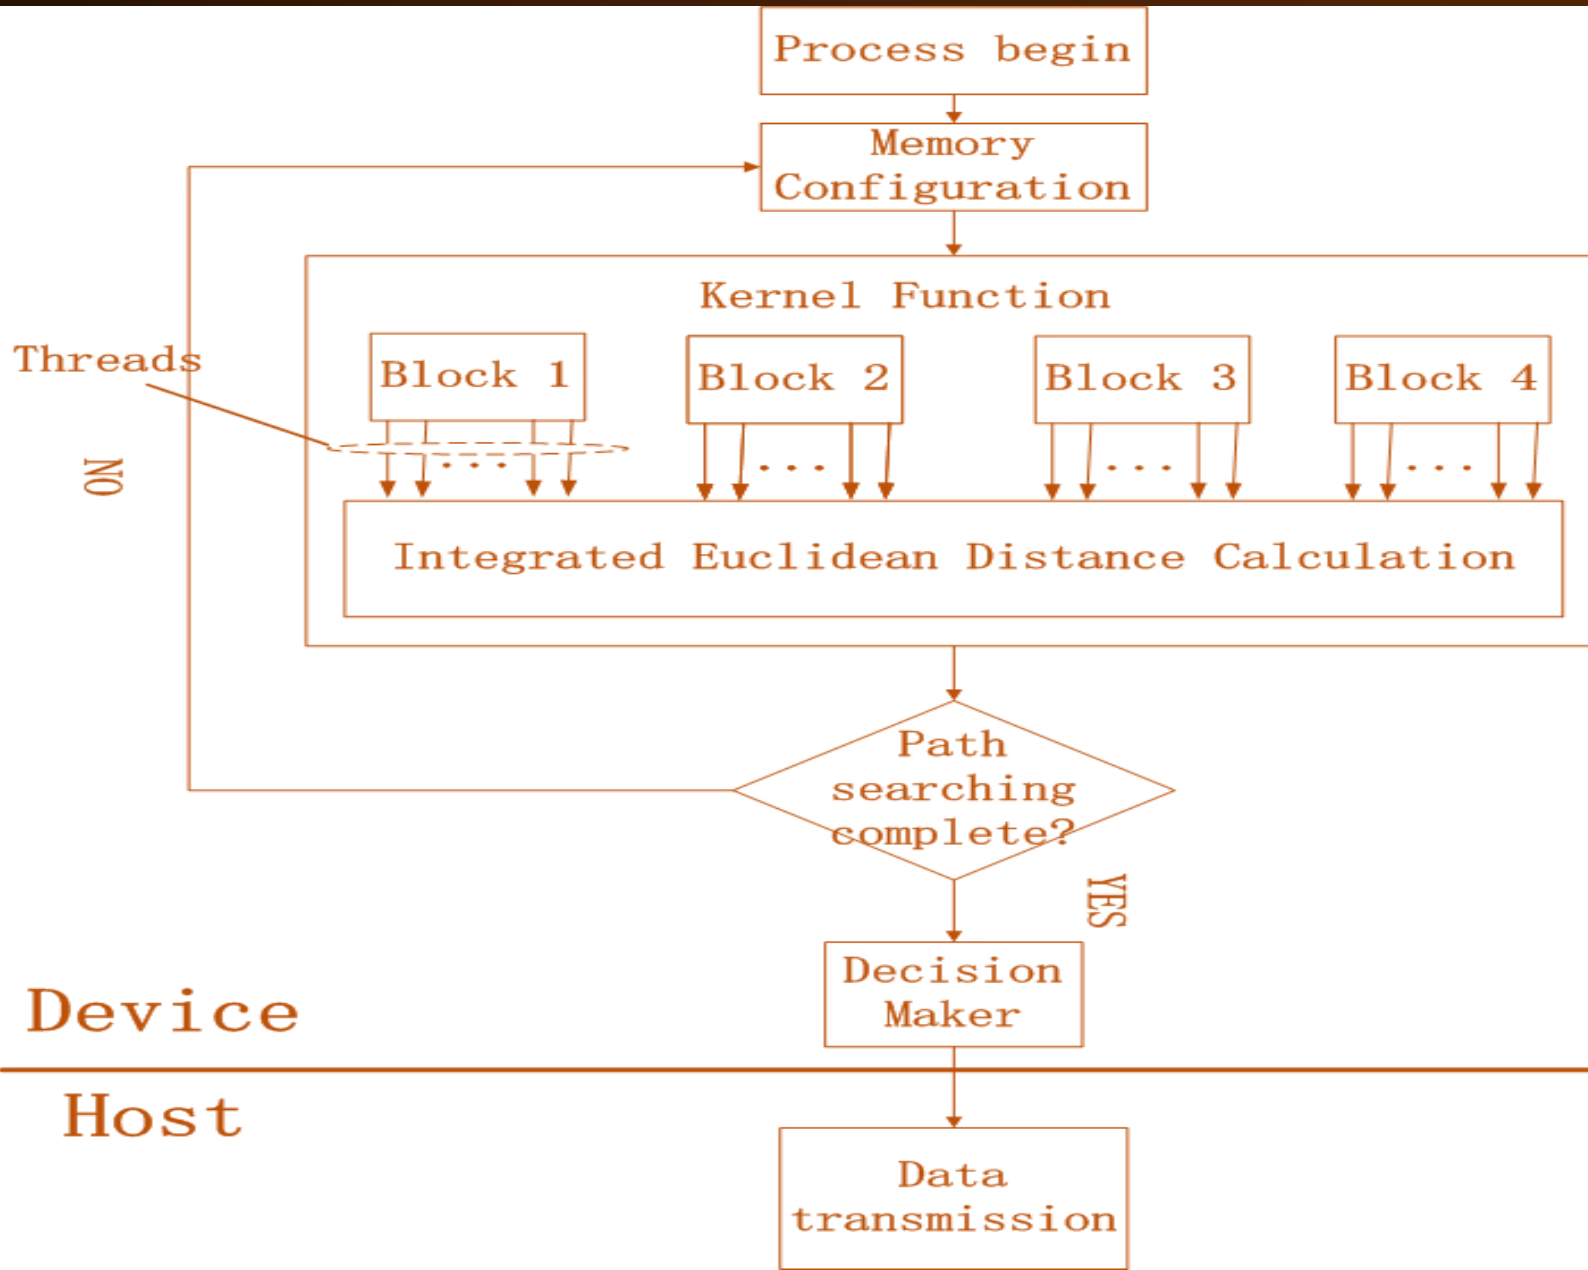 Process begin
Memory
Configuration
Kernel Function
Threads
Block 1
Block 2
Block 3
Block 4
...
...
...
...
NO
Integrated Euclidean Distance Calculation
Path
searching
complete?
YES
Decision
Maker
Device
Host
Data
transmission